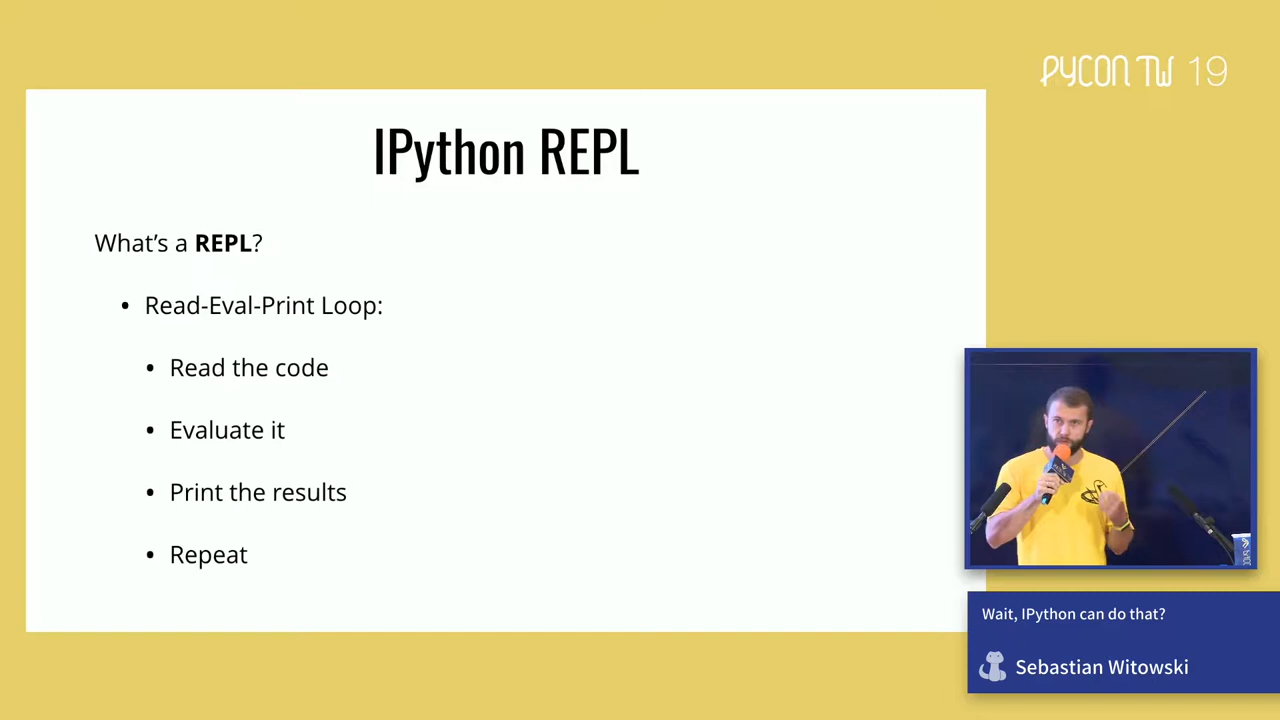 PYCON TW 19
IPython REPL
What's a REPL?
• Read-Eval-Print Loop:
• Read the code
• Evaluate it
• Print the results
• Repeat
Wait, IPython can do that?
Sebastian Witowski